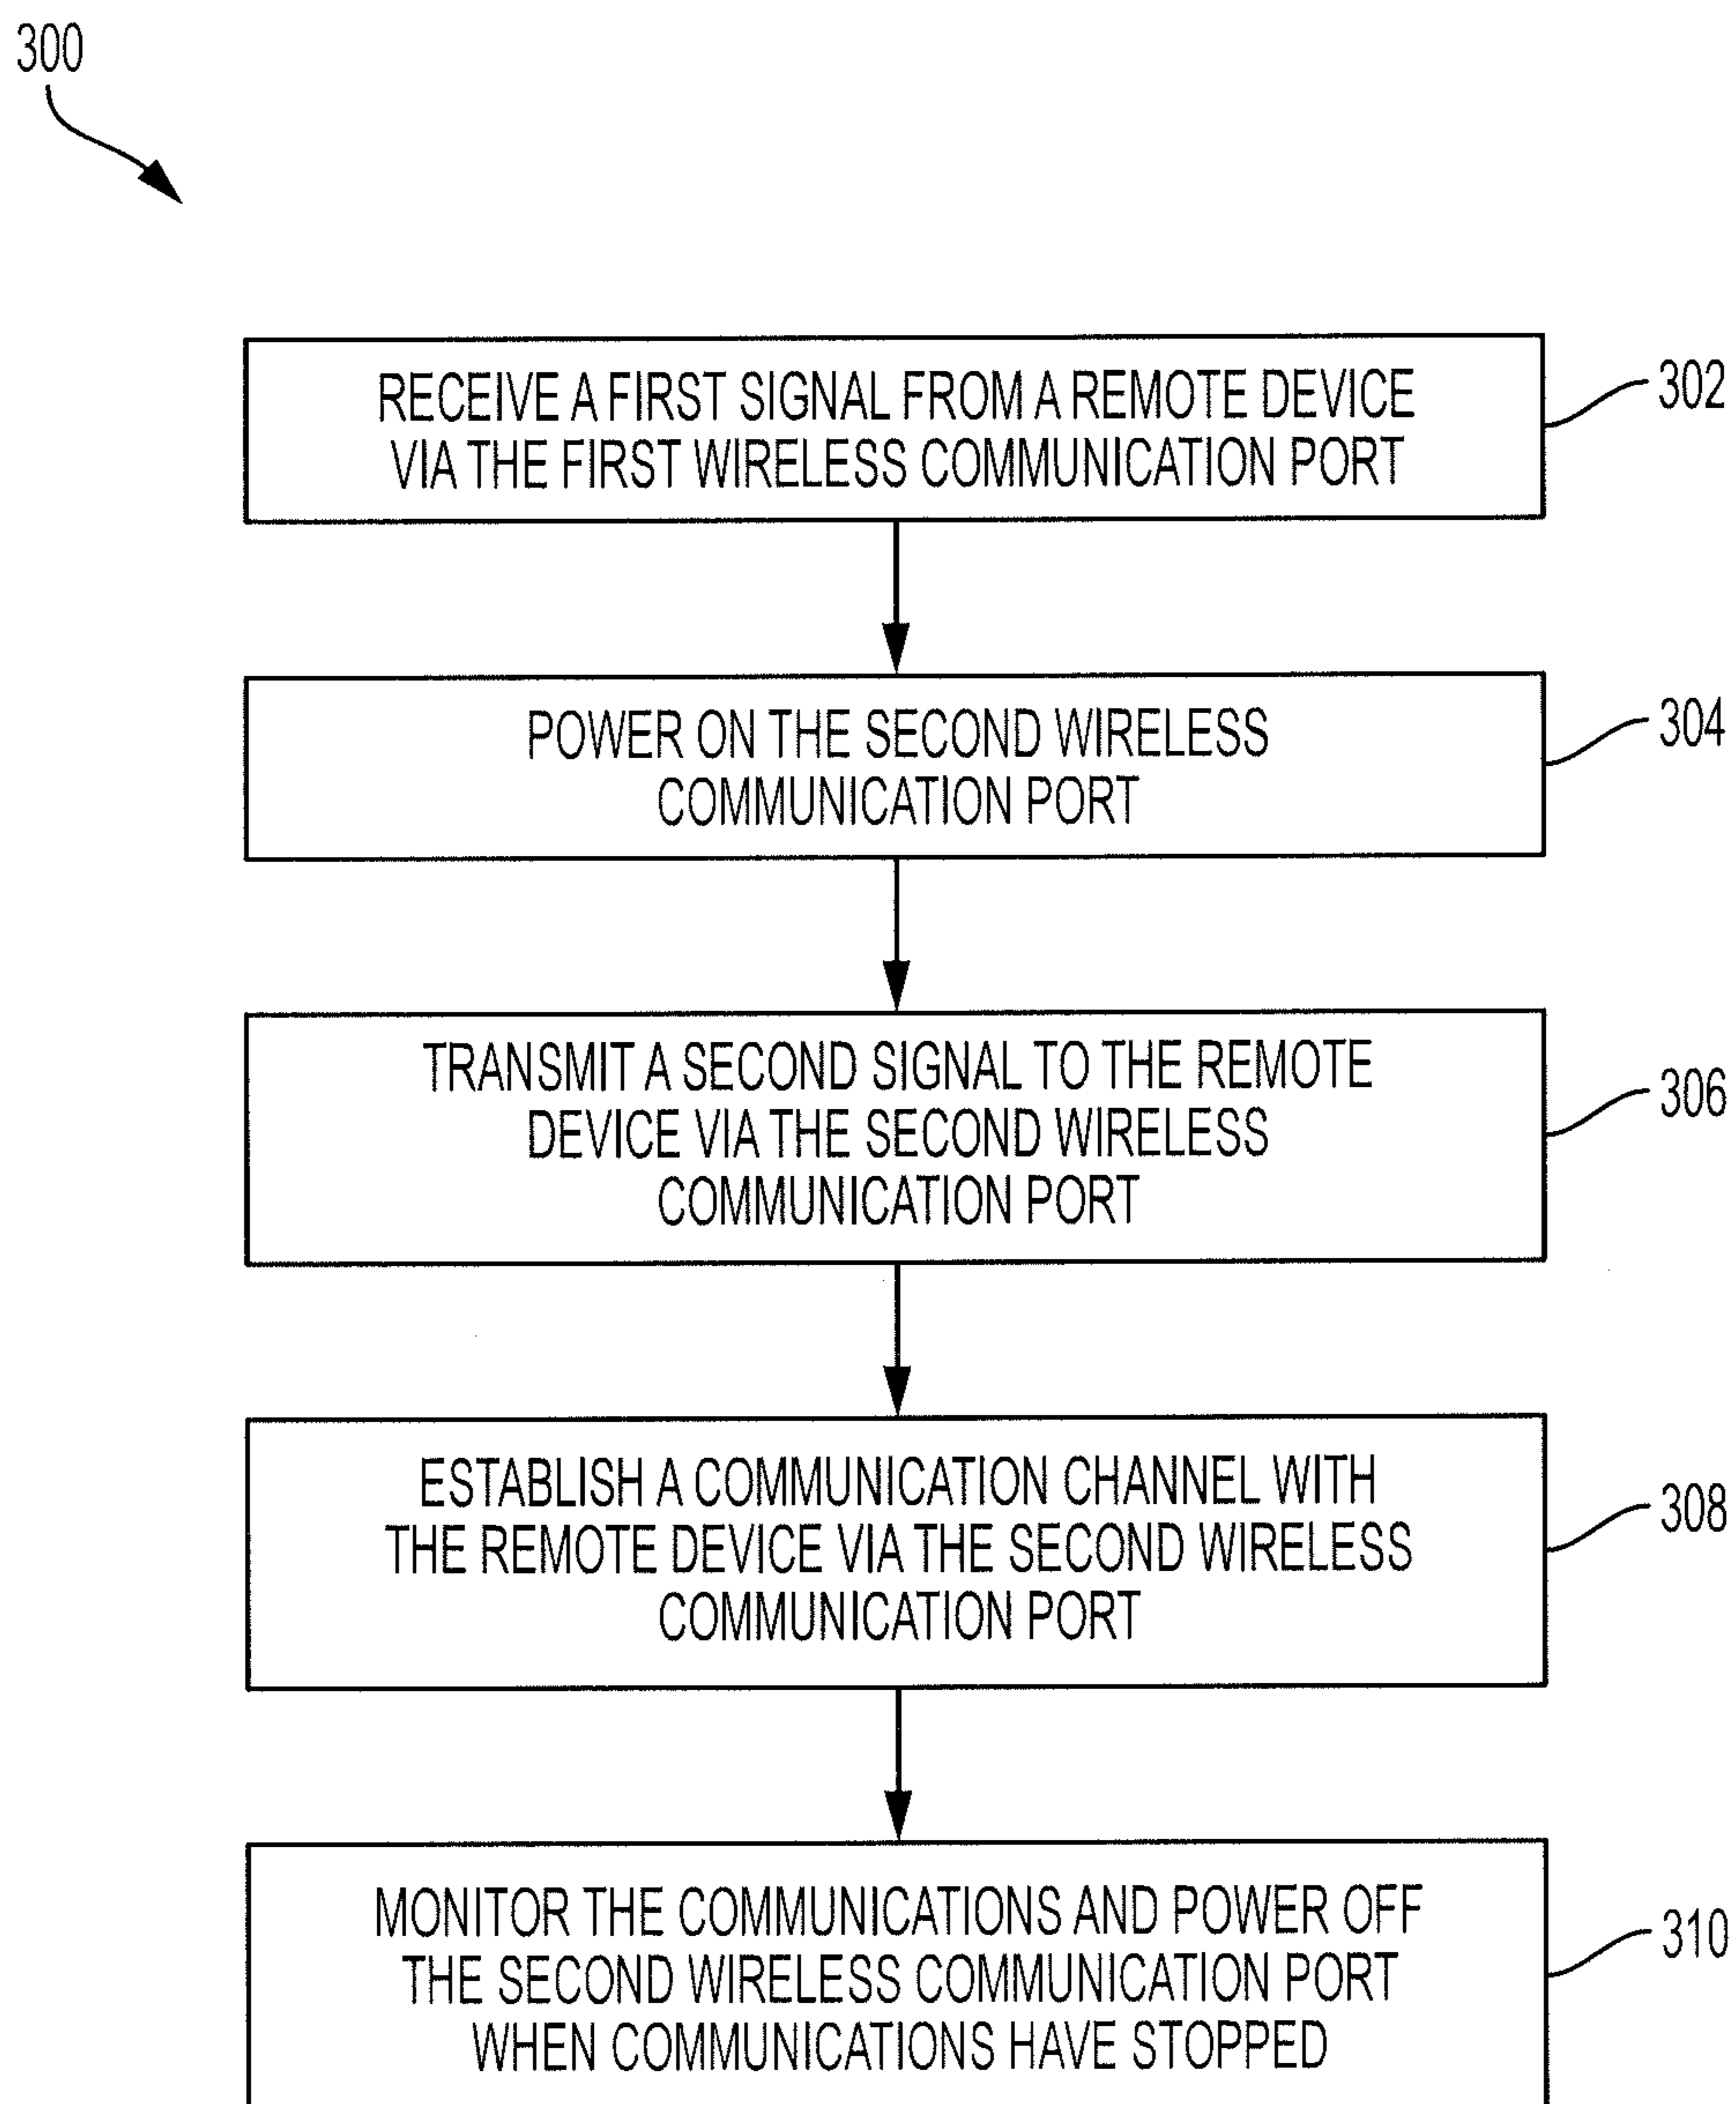 300
RECEIVE A FIRST SIGNAL FROM A REMOTE DEVICE
VIA THE FIRST WIRELESS COMMUNICATION PORT
302
POWER ON THE SECOND WIRELESS
COMMUNICATION PORT
304
TRANSMIT A SECOND SIGNAL TO THE REMOTE
DEVICE VIA THE SECOND WIRELESS
COMMUNICATION PORT
306
ESTABLISH A COMMUNICATION CHANNEL WITH
THE REMOTE DEVICE VIA THE SECOND WIRELESS
COMMUNICATION PORT
308
MONITOR THE COMMUNICATIONS AND POWER OFF
THE SECOND WIRELESS COMMUNICATION PORT
WHEN COMMUNICATIONS HAVE STOPPED
310